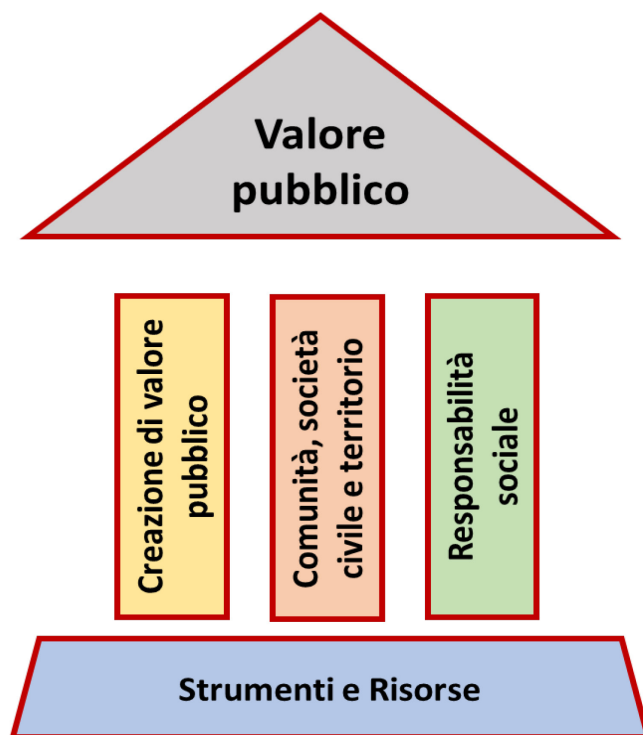 Valore
pubblico
Creazione di valore
pubblico
Comunità, società
civile e territorio
Responsabilità
sociale
Strumenti e Risorse